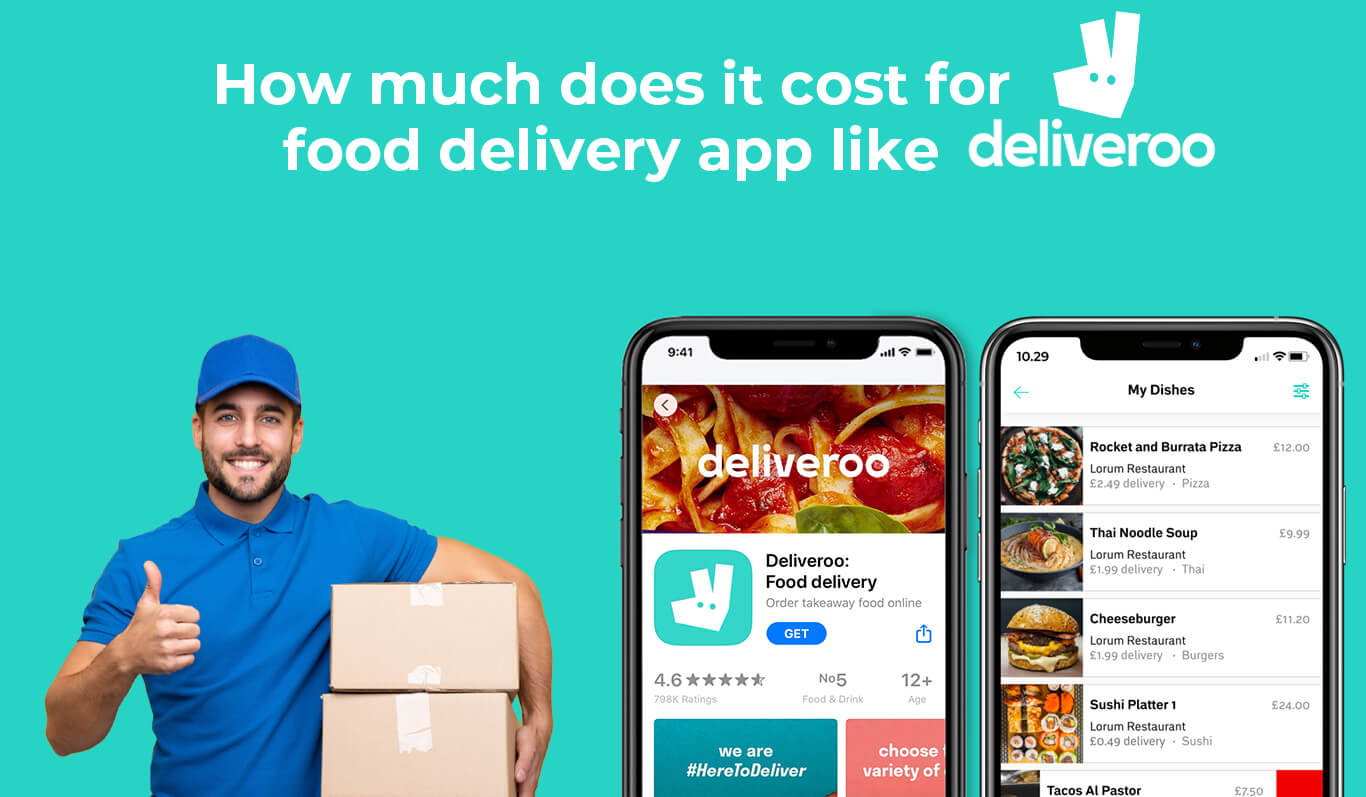 How much does it cost for
food delivery app like deliveroo
9:41
deliveroo
Deliveroo:
Food delivery
Order takeaway food online
GET
4.6
798K Ratings
No5
Food & Drink
12+
Age
we are
#HereToDeliver
choose
variety of
10.29
My Dishes
Rocket and Burrata Pizza £12.00
Lorum Restaurant
£2.49 delivery · Pizza
Thai Noodle Soup £9.99
Lorum Restaurant
£1.99 delivery · Thai
Cheeseburger £11.20
Lorum Restaurant
£1.99 delivery · Burgers
Sushi Platter 1 £24.00
Lorum Restaurant
£0.49 delivery · Sushi
Tacos Al Pastor £7.50